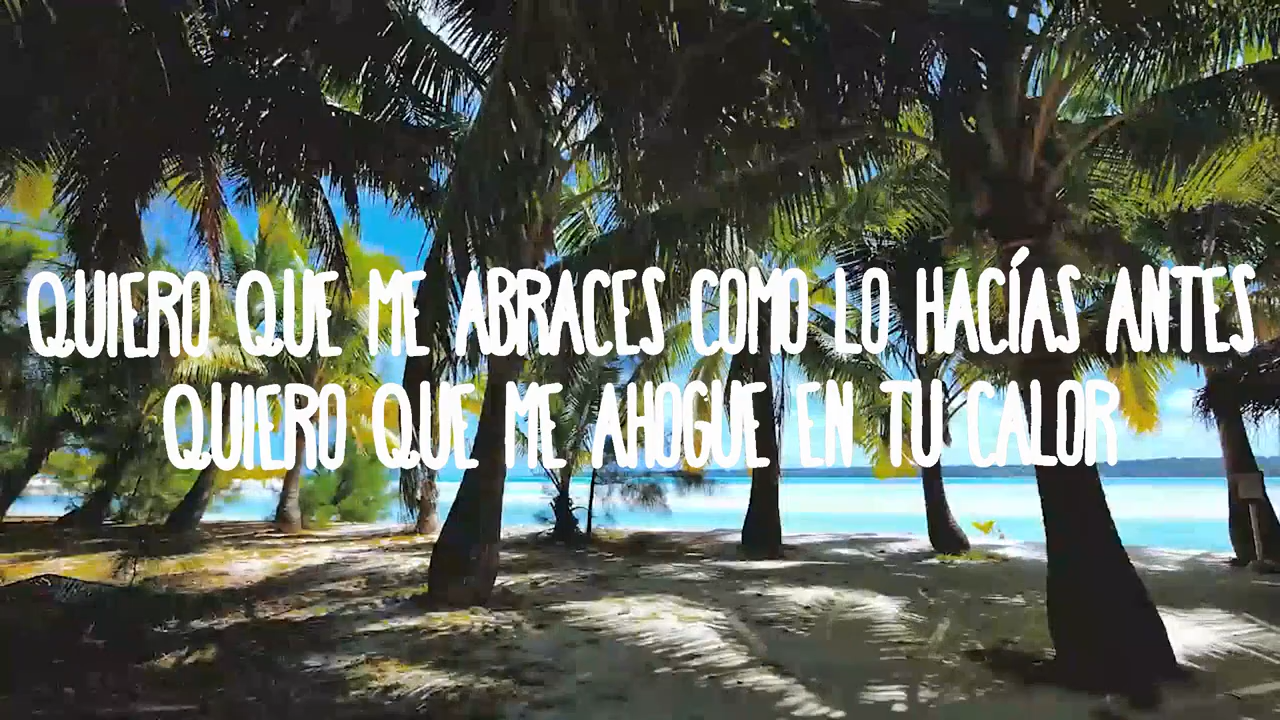 QUIERO QUE ME ABRACES COMO LO HACÍAS ANTES
QUIERO QUE ME AHOGUE EN TU CALOR